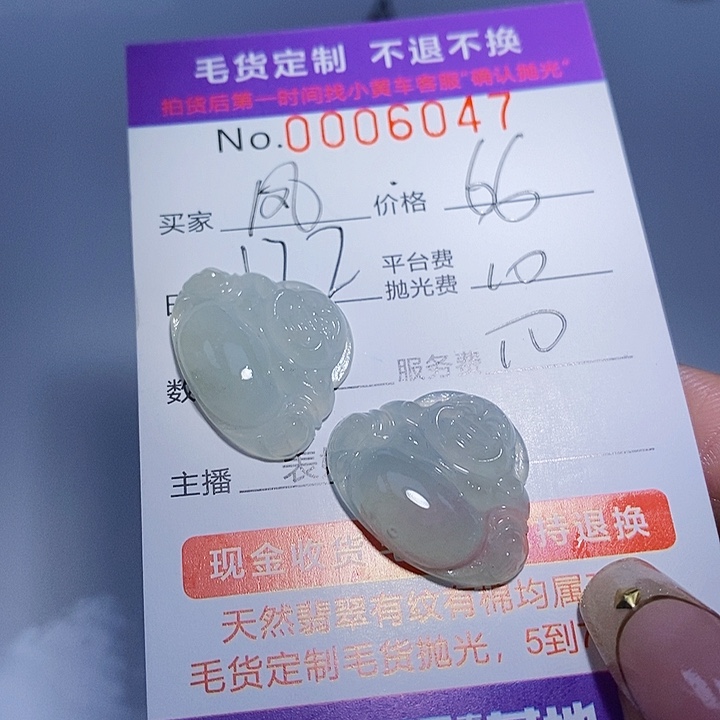 毛货定制 不退不换
拍货后第一时间找小黄车客服"确认抛光"
No.0006047
买家 凤 价格 66
平台费
抛光费 10
数 服务费
主播 表
现金收货 持退换
天然翡翠有纹有棉均属
毛货定制毛货抛光，5到7